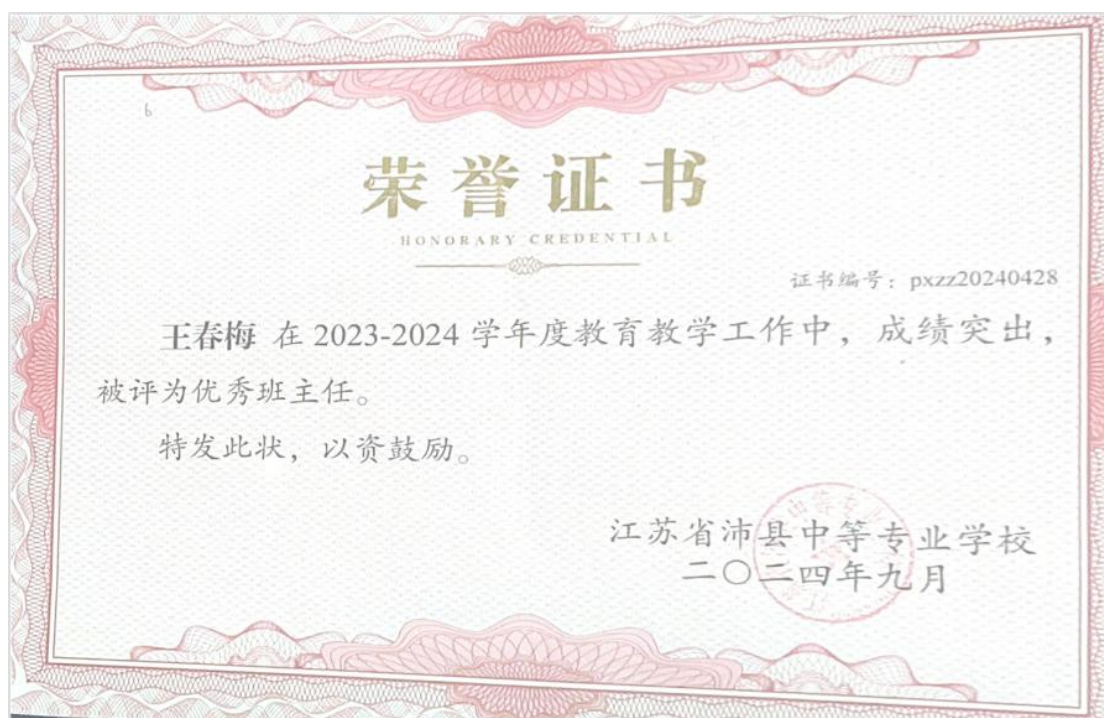 6
荣誉证书
HONORARY CREDENTIAL
证书编号：pxzz20240428
王春梅 在 2023-2024 学年度教育教学工作中，成绩突出，
被评为优秀班主任。
特发此状，以资鼓励。
江苏省沛县中等专业学校
二〇二四年九月